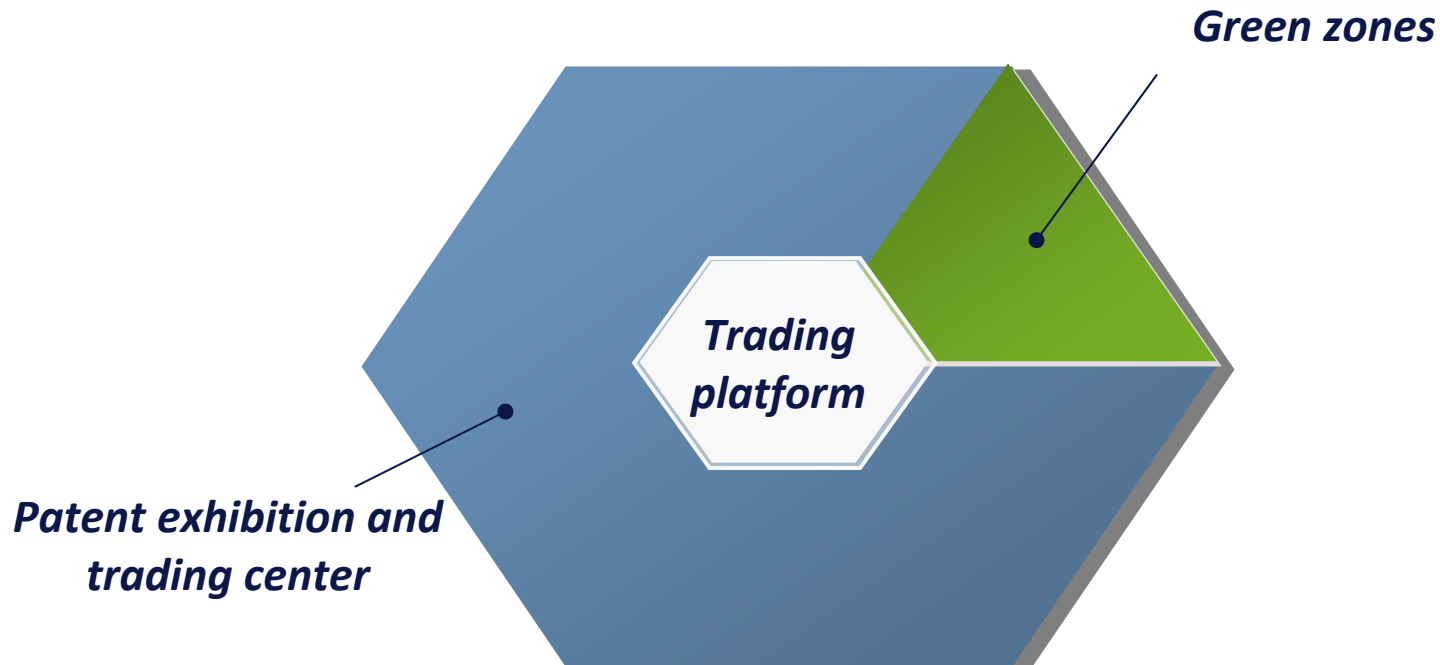 Green zones
Trading
platform
Patent exhibition and
trading center